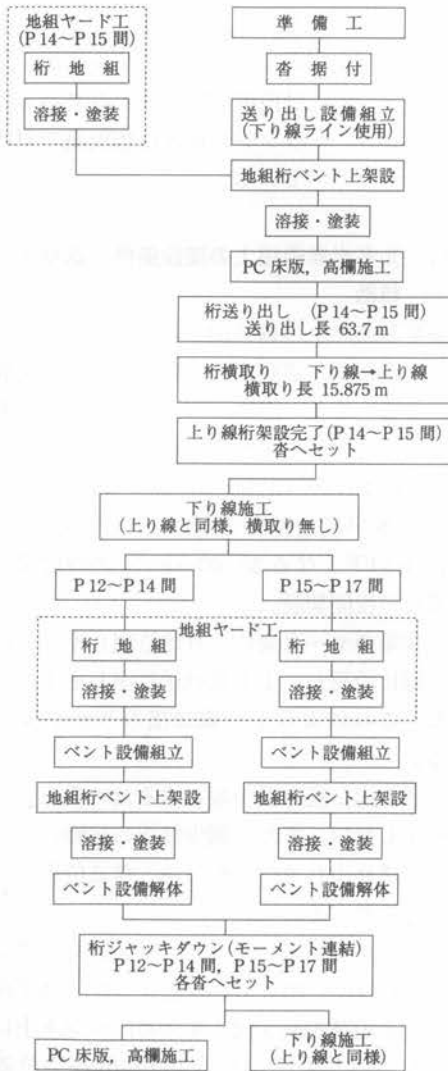 地組ヤード工
(P14〜P15間)
桁地組
溶接・塗装
準備工
沓据付
送り出し設備組立
(下り線ライン使用)
地組桁ベント上架設
溶接・塗装
PC床版,高欄施工
桁送り出し (P14〜P15間)
送り出し長 63.7m
桁横取り 下り線→上り線
横取り長 15.875m
上り線桁架設完了(P14〜P15間)
沓へセット
下り線施工
(上り線と同様,横取り無し)
P12〜P14間
P15〜P17間
地組ヤード工
桁地組
桁地組
溶接・塗装
溶接・塗装
ベント設備組立
ベント設備組立
地組桁ベント上架設
地組桁ベント上架設
溶接・塗装
溶接・塗装
ベント設備解体
ベント設備解体
桁ジャッキダウン(モーメント連結)
P12〜P14間,P15〜P17間
各沓へセット
PC床版,高欄施工
下り線施工
(上り線と同様)